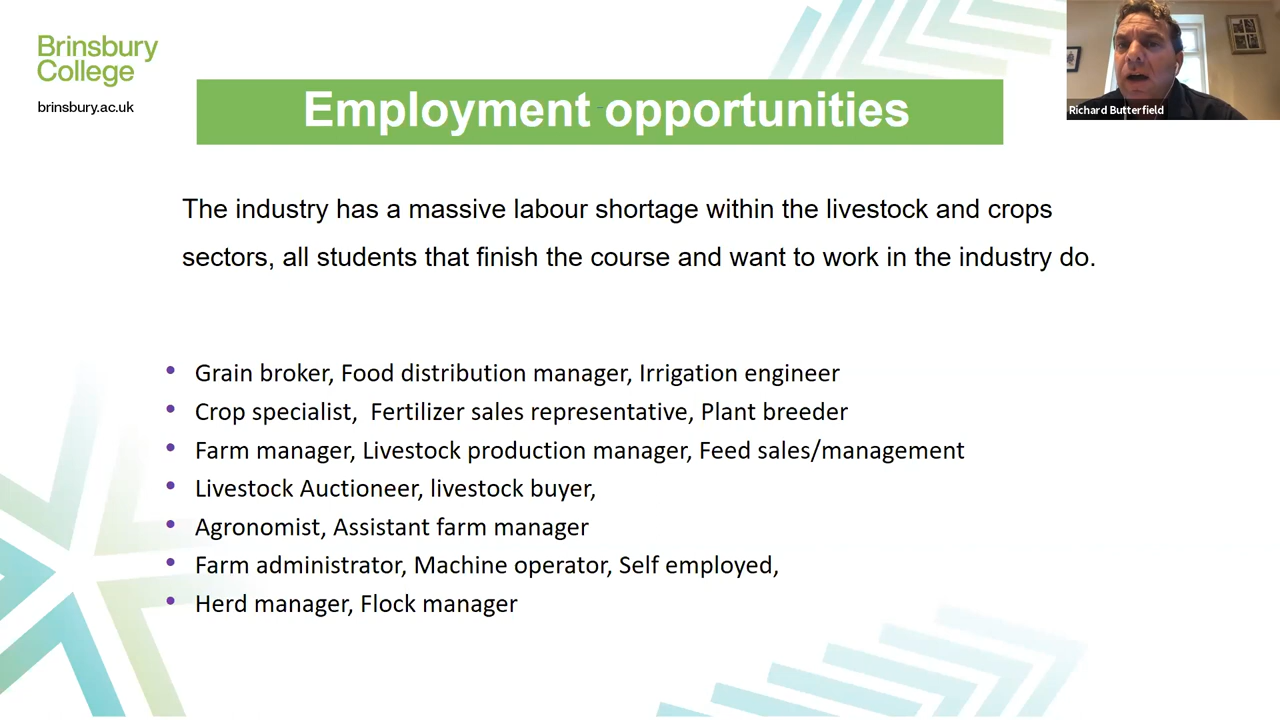 Brinsbury
College
brinsbury.ac.uk
Employment opportunities
Richard Butterfield
The industry has a massive labour shortage within the livestock and crops
sectors, all students that finish the course and want to work in the industry do.
• Grain broker, Food distribution manager, Irrigation engineer
• Crop specialist,  Fertilizer sales representative, Plant breeder
• Farm manager, Livestock production manager, Feed sales/management
• Livestock Auctioneer, livestock buyer,
• Agronomist, Assistant farm manager
• Farm administrator, Machine operator, Self employed,
• Herd manager, Flock manager